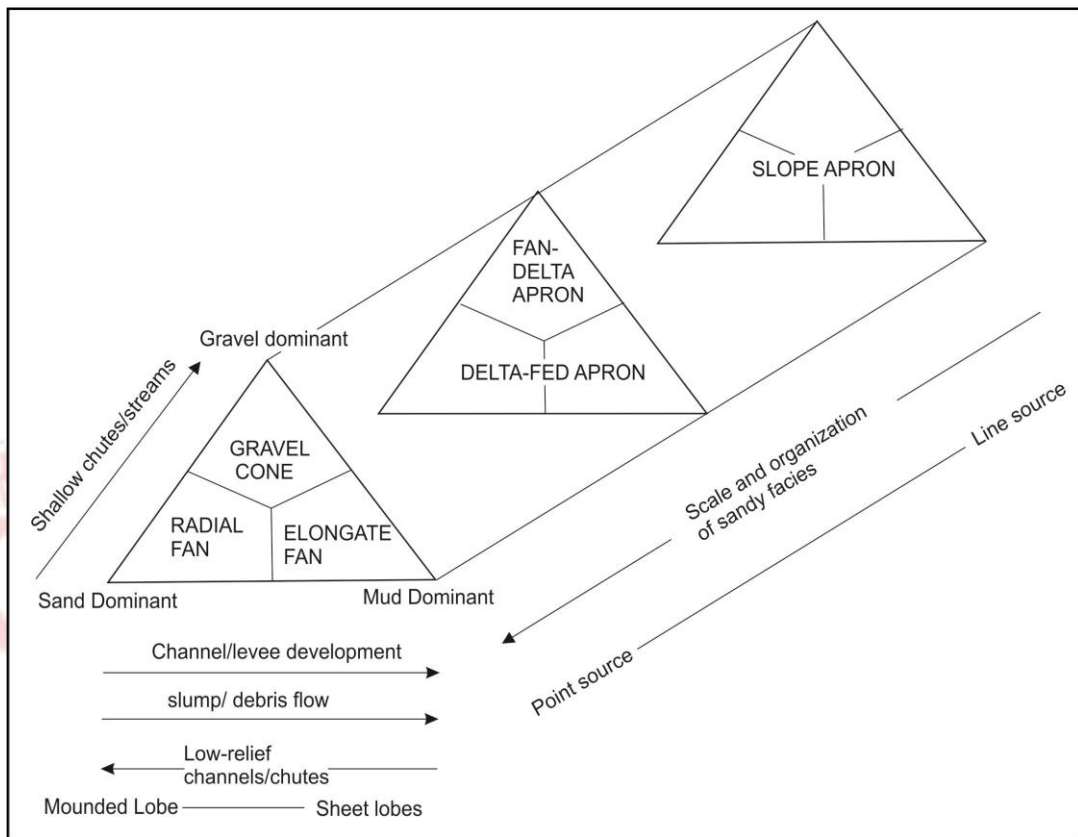 SLOPE APRON
FAN-
DELTA
APRON
DELTA-FED APRON
Gravel dominant
Shallow chutes/streams
GRAVEL
CONE
RADIAL
FAN
ELONGATE
FAN
Sand Dominant
Mud Dominant
Scale and organization
of sandy facies
Line source
Point source
Channel/levee development
slump/ debris flow
Low-relief
channels/chutes
Mounded Lobe
Sheet lobes